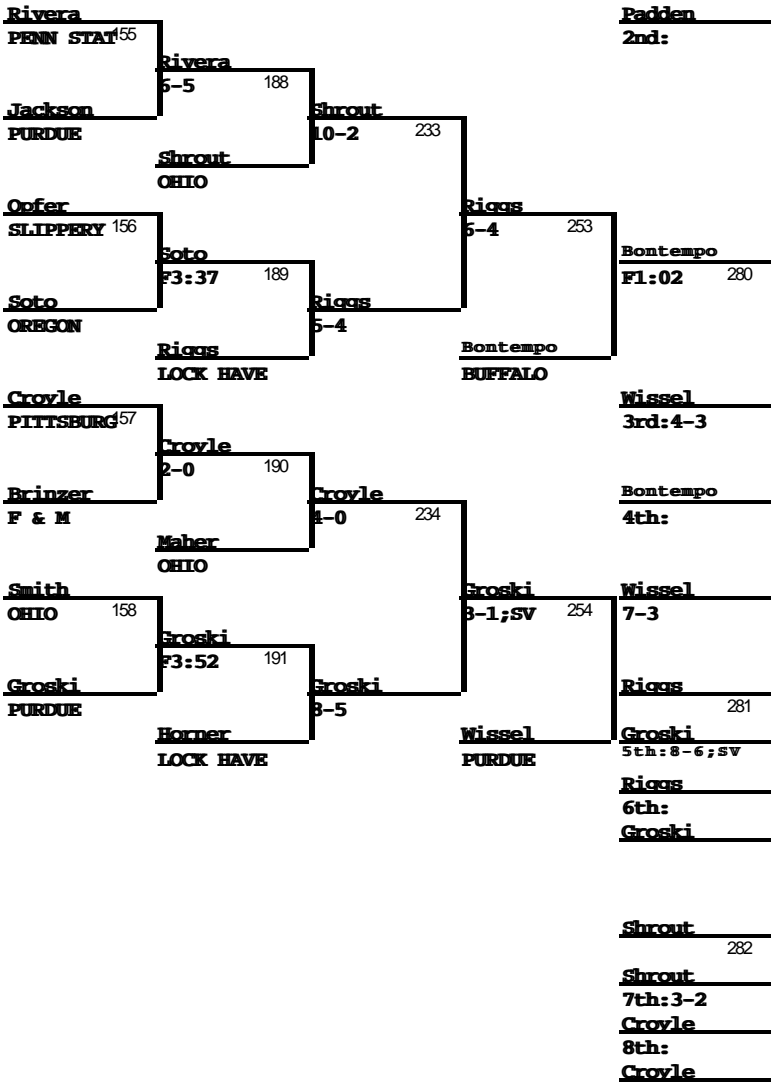 Rivera
PENN STAT 155
Rivera
6-5 188
Jackson
PURDUE
Shrout
10-2 233
Shrout
OHIO
Opfer
SLIPPERY 156
Soto
F3:37 189
Soto
OREGON
Riggs
5-4
Riggs
LOCK HAVE
Riggs
6-4 253
Bontempo
BUFFALO
Croyle
PITTSBURG 157
Croyle
2-0 190
Brinzer
F & M
Croyle
4-0 234
Maher
OHIO
Smith
OHIO 158
Groski
F3:52 191
Groski
PURDUE
Groski
8-5
Horner
LOCK HAVE
Groski
3-1;SV 254
Wissel
PURDUE
Padden
2nd:
Bontempo
F1:02 280
Wissel
3rd:4-3
Bontempo
4th:
Wissel
7-3
Riggs
281
Groski
5th:8-6;SV
Riggs
6th:
Groski
Shrout
282
Shrout
7th:3-2
Croyle
8th:
Croyle